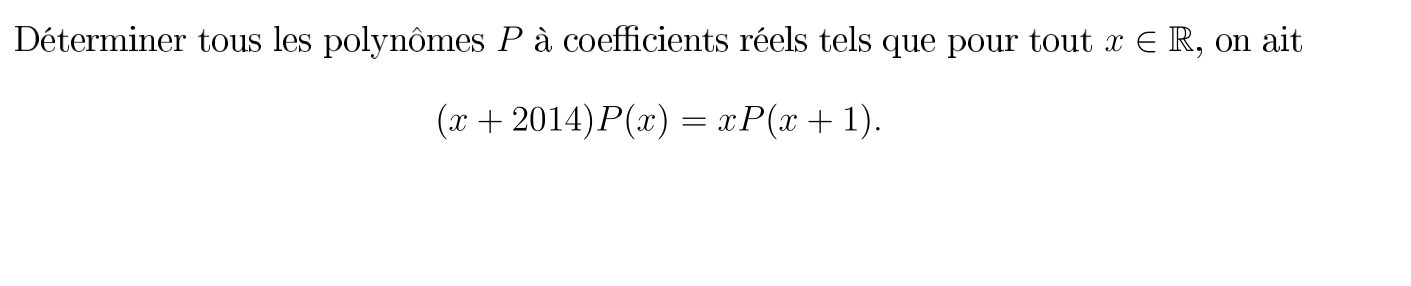 Déterminer tous les polynômes P à coefficients réels tels que pour tout x ∈ ℝ, on ait
(x + 2014)P(x) = xP(x + 1).